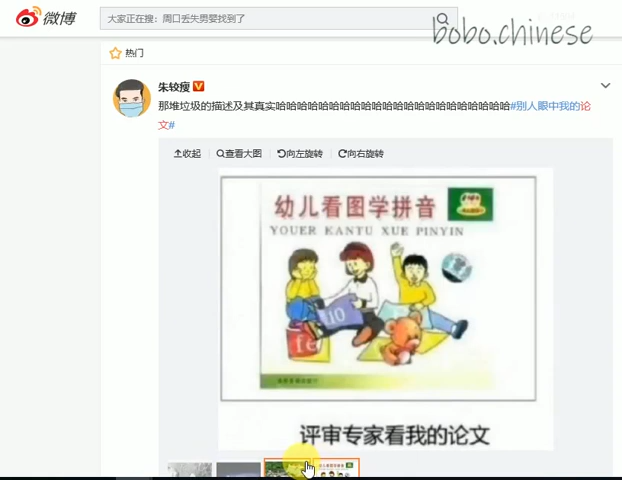 微博
大家正在搜：周口丢失男婴找到了
bobo.chinese
热门
朱较瘦
那堆垃圾的描述及其真实哈哈哈哈哈哈哈哈哈哈哈哈哈哈哈哈哈哈哈哈哈哈#别人眼中我的论
文#
收起 查看大图 向左旋转 向右旋转
幼儿看图学拼音
YOUER KANTU XUE PINYIN
评审专家看我的论文